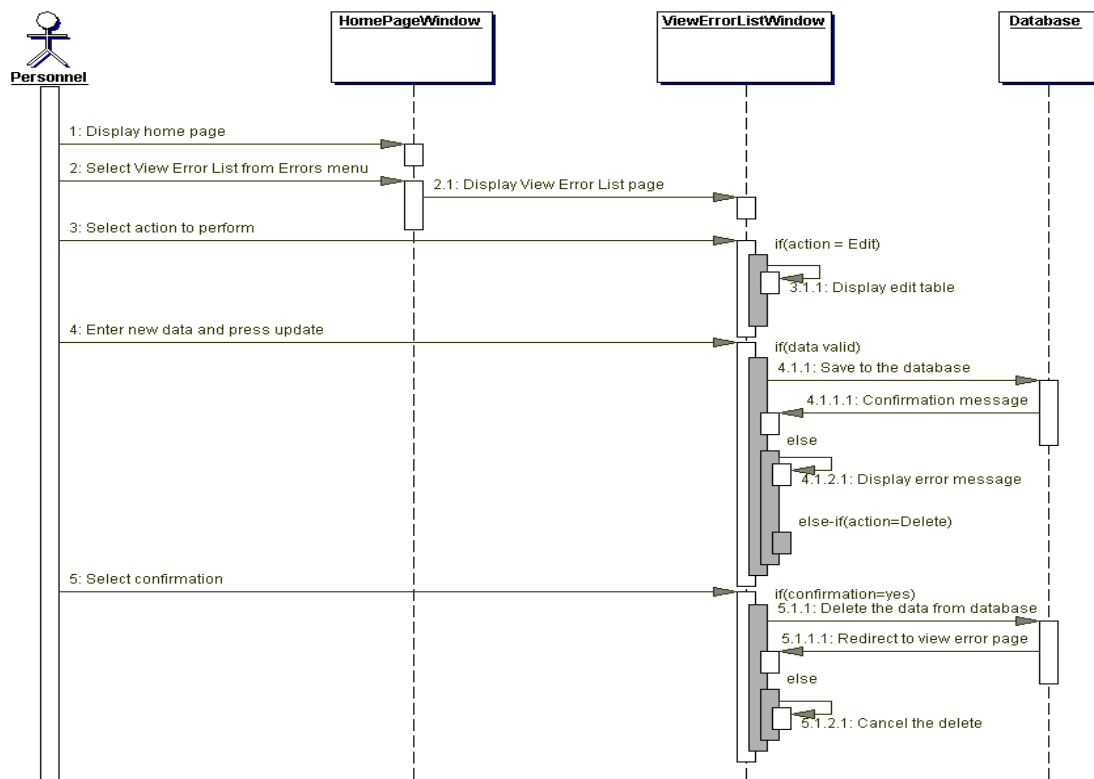 HomePageWindow
ViewErrorListWindow
Database
Personnel
1: Display home page
2: Select View Error List from Errors menu
2.1: Display View Error List page
3: Select action to perform
if(action = Edit)
3.1.1: Display edit table
4: Enter new data and press update
if(data valid)
4.1.1: Save to the database
4.1.1.1: Confirmation message
else
4.1.2.1: Display error message
else-if(action=Delete)
5: Select confirmation
if(confirmation=yes)
5.1.1: Delete the data from database
5.1.1.1: Redirect to view error page
else
5.1.2.1: Cancel the delete